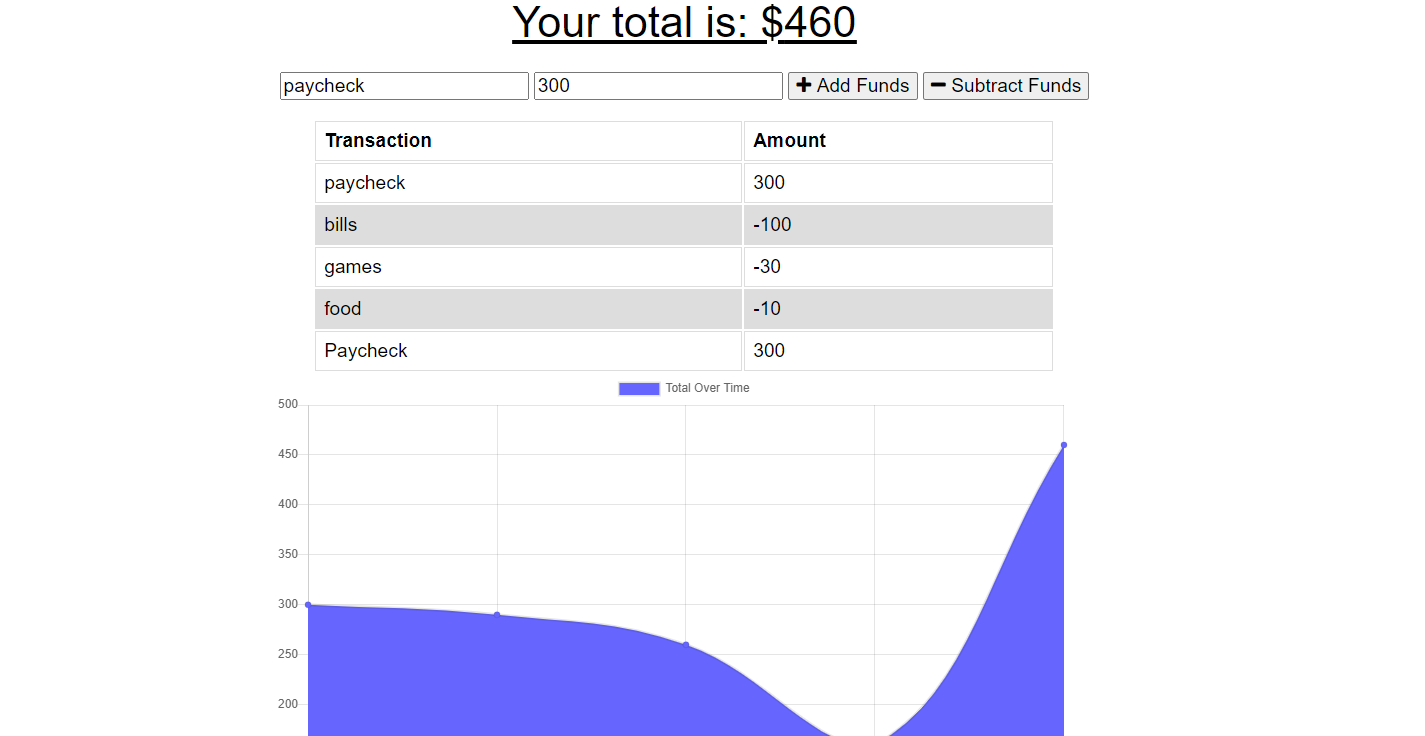 Your total is: $460
paycheck 300 Add Funds Subtract Funds
Transaction Amount
paycheck 300
bills -100
games -30
food -10
Paycheck 300
Total Over Time
500
450
400
350
300
250
200